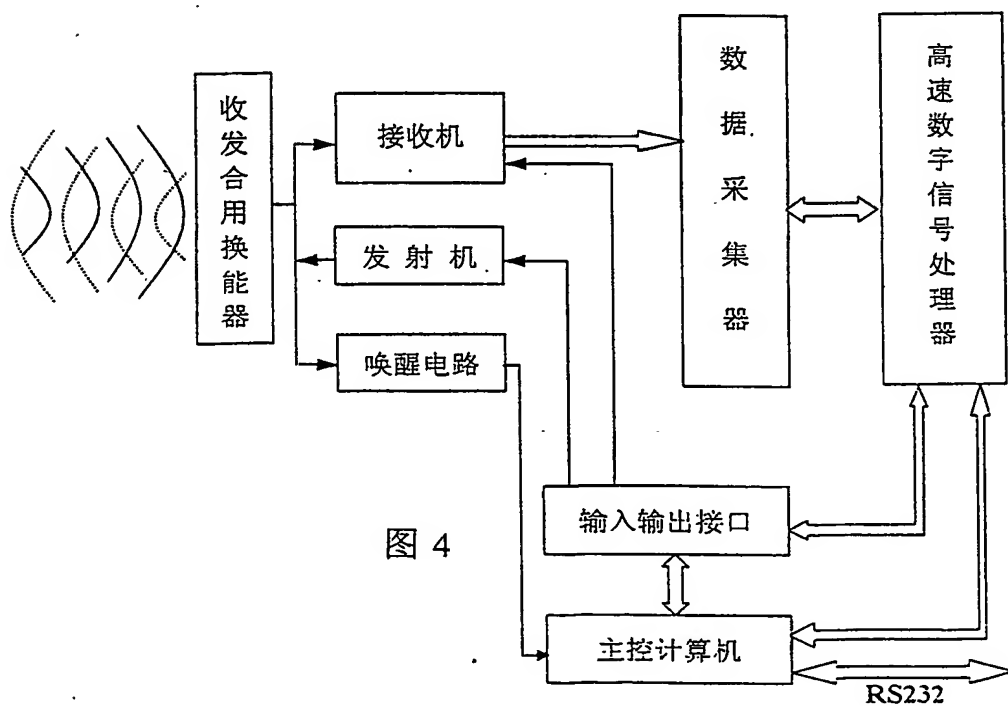 收发合用换能器
接收机
发 射 机
唤醒电路
数据采集器
高速数字信号处理器
输入输出接口
主控计算机
RS232
图 4